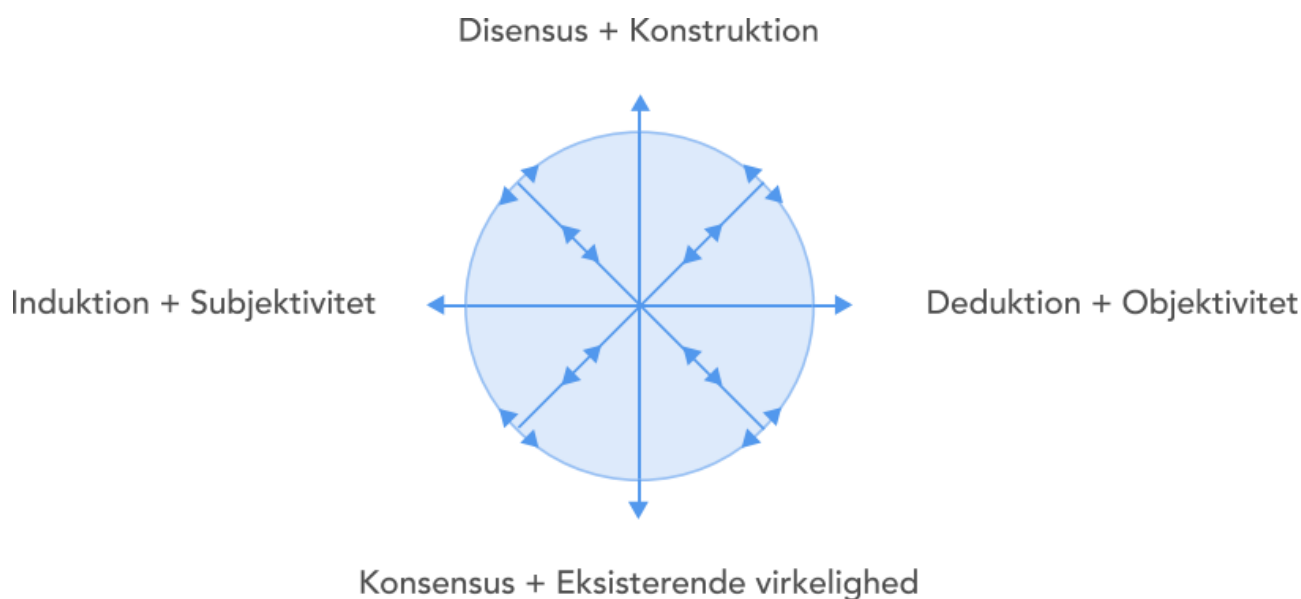 Disensus + Konstruktion
Induktion + Subjektivitet
Deduktion + Objektivitet
Konsensus + Eksisterende virkelighed